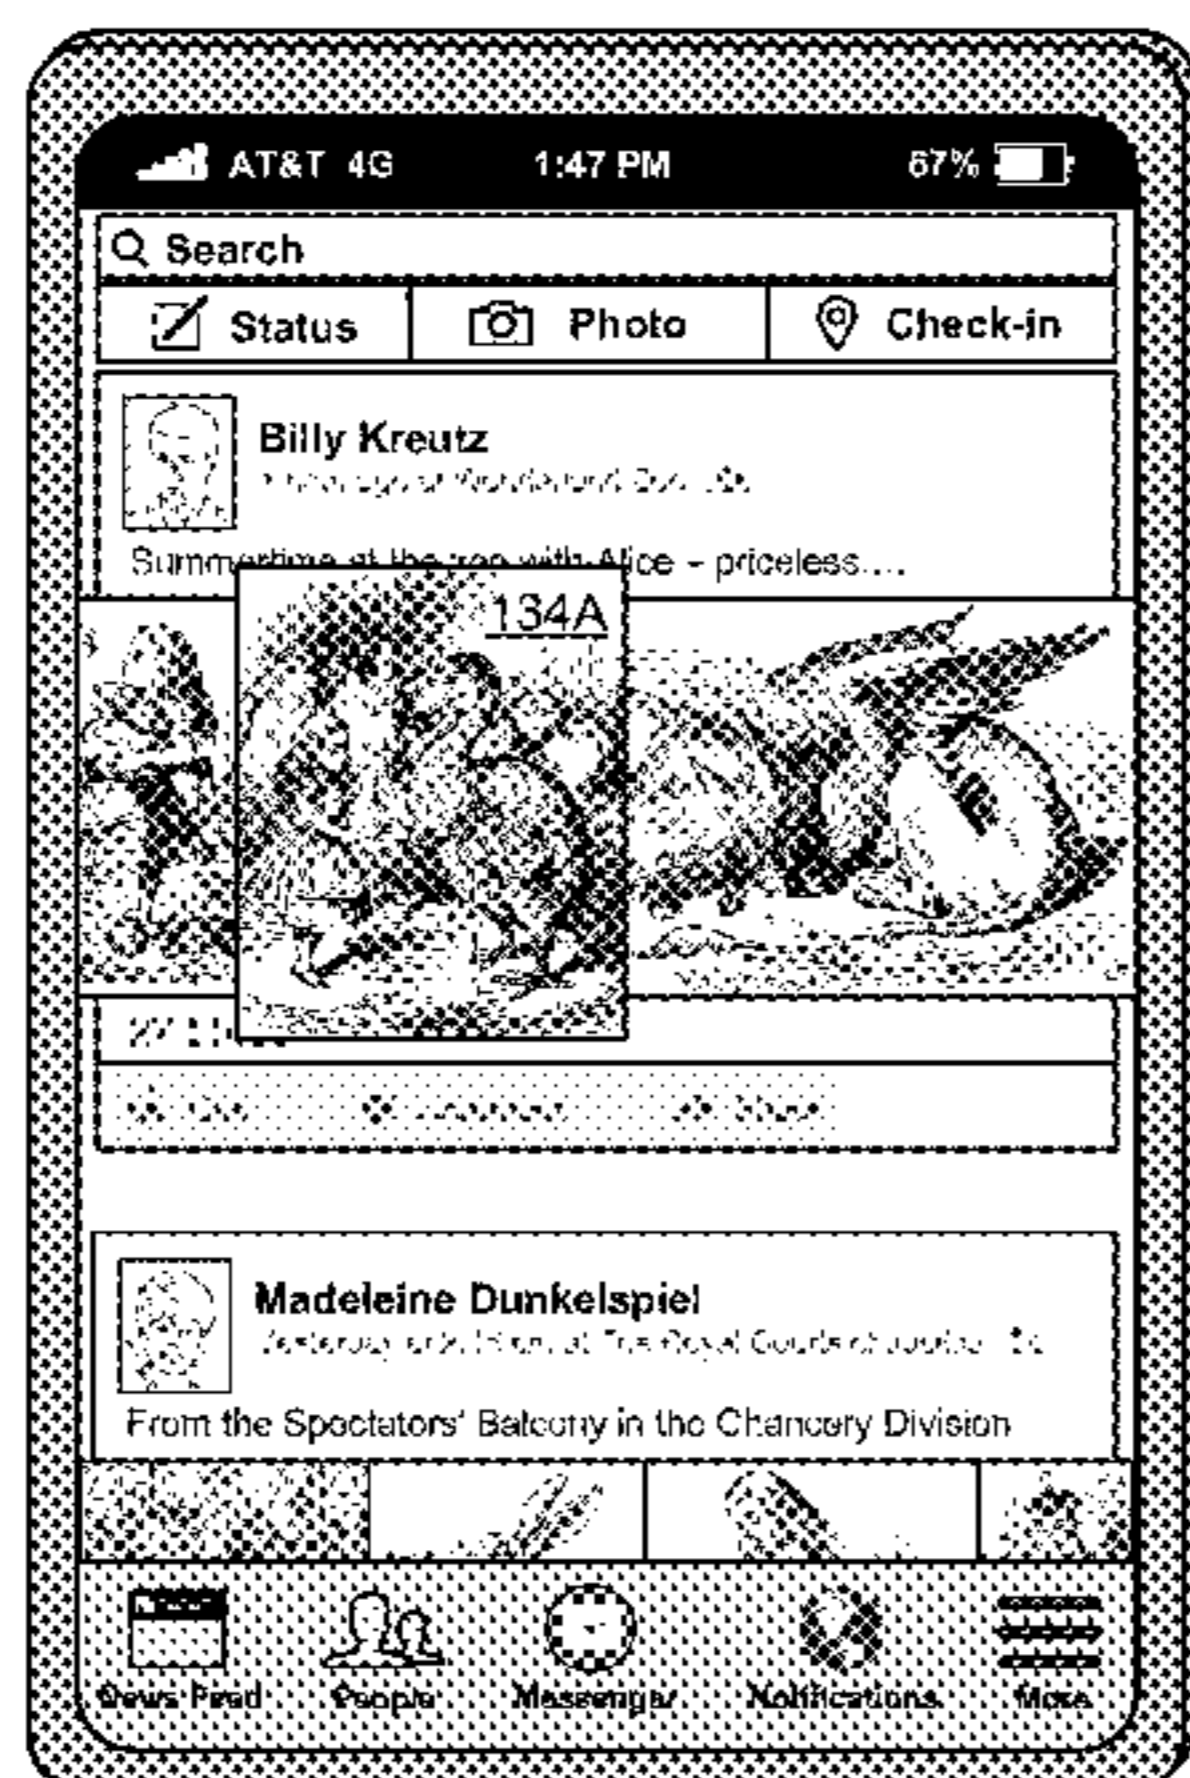 AT&T 4G 1:47 PM 67%
Search
Status Photo Check-in
Billy Kreutz
Summertime at the zoo with Alice – priceless....
134A
Madeleine Dunkelspiel
From the Spectators' Balcony in the Chancery Division
News Feed People Messenger Notifications More